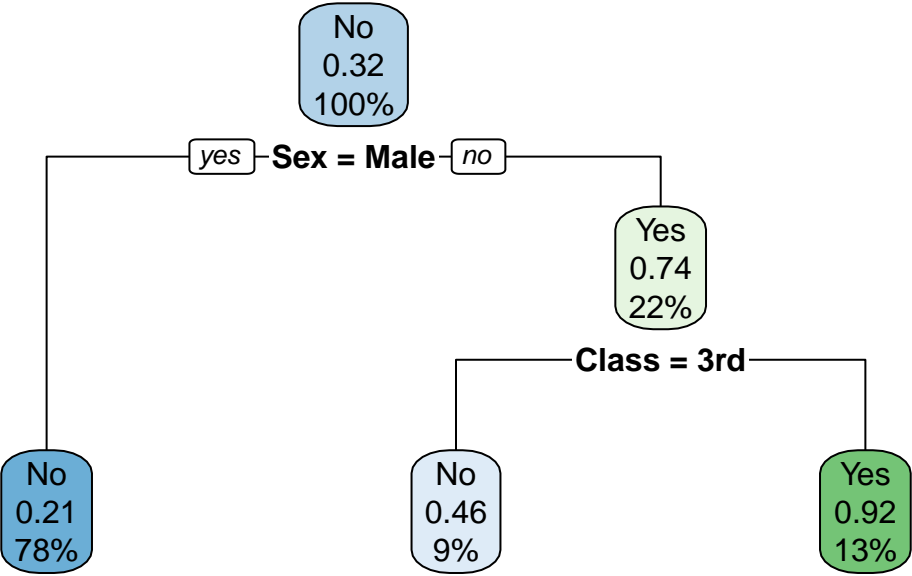 No
0.32
100%
yes Sex = Male no
Yes
0.74
22%
Class = 3rd
No
0.21
78%
No
0.46
9%
Yes
0.92
13%